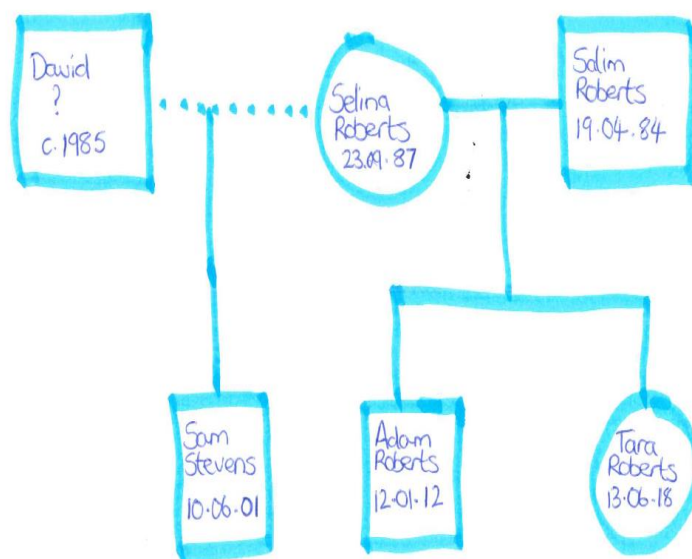 David
?
c.1985
Selina
Roberts
23.09.87
Salim
Roberts
19.04.84
Sam
Stevens
10.06.01
Adam
Roberts
12.01.12
Tara
Roberts
13.06.18